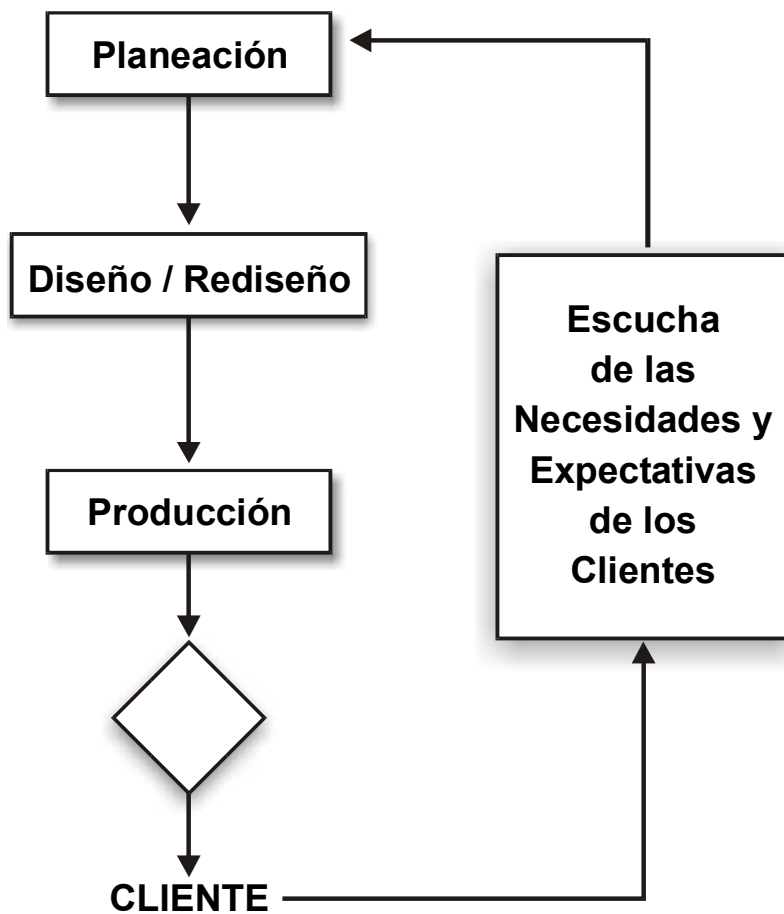 Planeación
Diseño / Rediseño
Producción
CLIENTE
Escucha
de las
Necesidades y
Expectativas
de los
Clientes